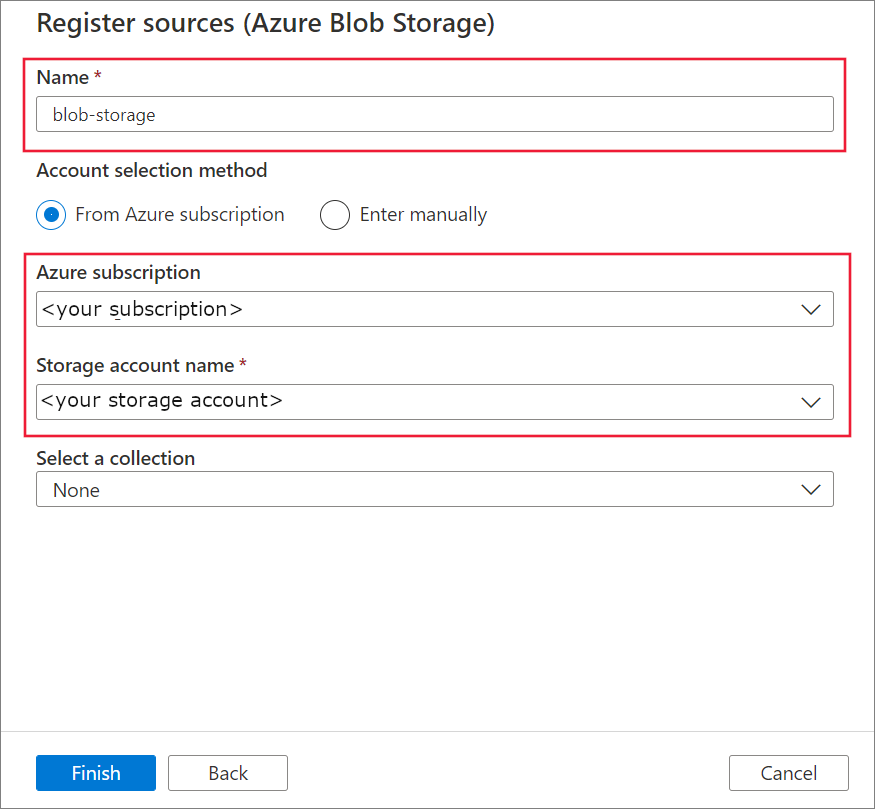 Register sources (Azure Blob Storage)
Name *
blob-storage
Account selection method
From Azure subscription Enter manually
Azure subscription
<your subscription>
Storage account name *
<your storage account>
Select a collection
None
Finish Back Cancel